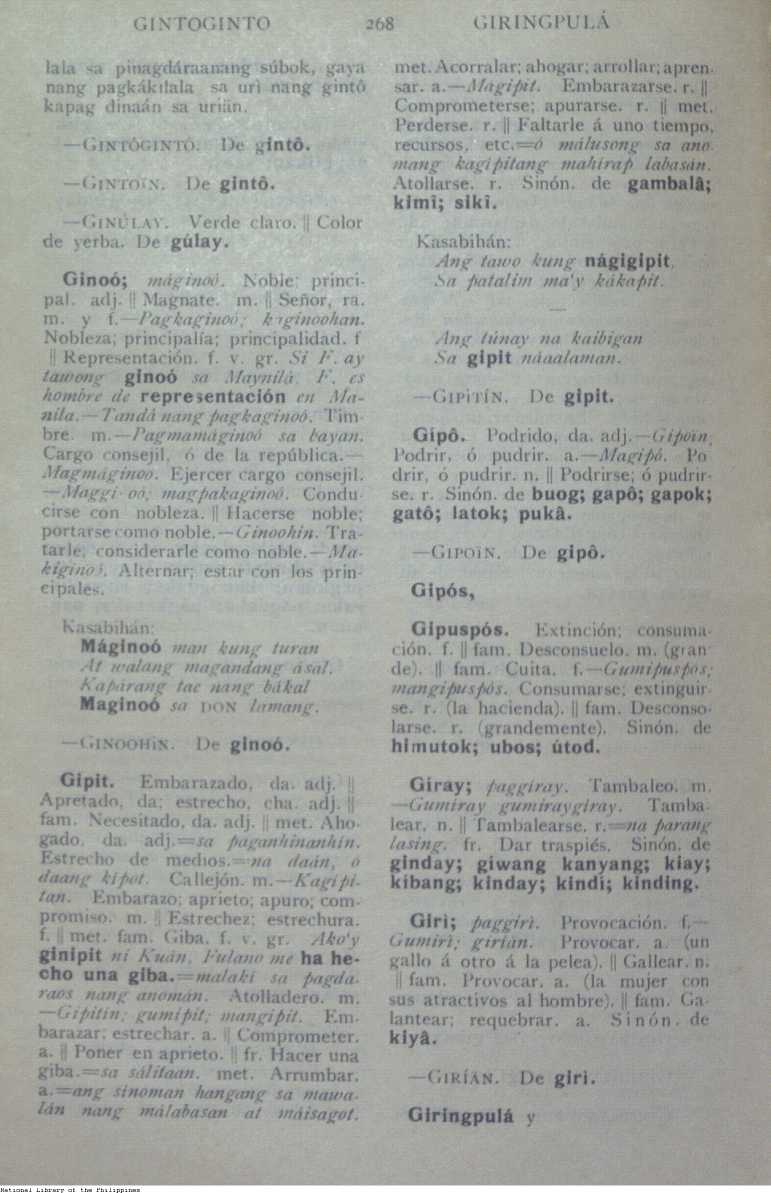 GINTOGINTO 268 GIRINGPULÁ
lala sa pinagdáraanang súbok, gaya
nang pagkákilala sa urì nang gintô
kapag dinaán sa uriän.
—GINTÓGINTÓ. De gintô.
—GINTOÏN. De gintô.
—GINÚLAY. Verde claro. || Color
de yerba. De gúlay.
Ginoó; máginoó. Noble; princi-
pal. adj. || Magnate. m. || Señor, ra.
m. y f.—Pagkaginoó; kaginoohan.
Nobleza; principalía; principalidad. f
|| Representación. f. v. gr. Si F. ay
tawong ginoó sa Maynilá, F. es
hombre de representación en Ma-
nila.—Tandâ nang pagkaginoó. Tim-
bre. m.—Pagmamáginoó sa bayan.
Cargo consejil, ó de la república.—
Magmáginoo. Ejercer cargo consejil.
—Maggi oó; magpakaginoó. Condu-
cirse con nobleza. || Hacerse noble;
portarse como noble.—Ginoohin. Tra-
tarle; considerarle como noble.—Ma-
kiginoó. Alternar; estar con los prin-
cipales.
Kasabihán:
Máginoó man kung turan
At walang magandang ásal.
Kapárang tae nang bákal
Maginoó sa DON lamang.
—GINOOHIN. De ginoó.
Gipit. Embarazado, da. adj. ||
Apretado, da; estrecho, cha. adj. ||
fam. Necesitado, da. adj. || met. Aho-
gado, da. adj.=sa paganhinanhin.
Estrecho de medios.=na daán, ó
daang kipot. Callejón. m.—Kagipi-
tan. Embarazo; aprieto; apuro; com-
promiso. m. || Estrechez; estrechura.
f. || met. fam. Giba. f. v. gr. Ako'y
ginipit ni Kuán, Fulano me ha he-
cho una giba.=malaki sa pagda-
raos nang anomán. Atolladero. m.
—Gipitin; gumipit; mangipit. Em-
barazar; estrechar. a. || Comprometer.
a. || Poner en aprieto. || fr. Hacer una
giba.=sa sálitaan. met. Arrumbar.
a.=ang sinoman hangang sa mawa-
lán nang málabasan at máisagot.
met. Acorralar; ahogar; arrollar; apren-
sar. a.—Magipit. Embarazarse. r. ||
Comprometerse; apurarse. r. || met.
Perderse. r. || Faltarle á uno tiempo,
recursos, etc.=ó málusong sa ano
mang kagipitang mahirap labasán.
Atollarse. r. Sinón. de gambalâ;
kimî; sikî.
Kasabihán:
Ang tawo kung nágigipit,
Sa patalim ma'y kákapit.
—
Ang túnay na kaibigan
Sa gipit náaalaman.
—GIPITÍN. De gipit.
Gipô. Podrido, da. adj.—Gipoin,
Podrir, ó pudrir. a.—Magipô. Po
drir, ó pudrir. n. || Podrirse; ó pudrir-
se. r. Sinón. de buog; gapô; gapok;
gatô; latok; pukâ.
—GIPOÏN. De gipô.
Gipós,
Gipuspós. Extinción; consuma-
ción. f. || fam. Desconsuelo. m. (gran
de). || fam. Cuita. f.—Gumipuspós;
mangipuspós. Consumarse; extinguir-
se. r. (la hacienda). || fam. Desconso-
larse. r. (grandemente). Sinón. de
himutok; ubos; útod.
Giray; paggiray. Tambaleo. m.
—Gumiray gumiraygiray. Tamba-
lear. n. || Tambalearse. r.=na parang
lasing. fr. Dar traspiés. Sinón. de
ginday; giwang kanyang; kiay;
kibang; kinday; kindi; kinding.
Girì; paggirì. Provocación. f.—
Gumirì; girián. Provocar. a. (un
gallo á otro á la pelea). || Gallear. n.
|| fam. Provocar. a. (la mujer con
sus atractivos al hombre). || fam. Ga-
lantear; requebrar. a. Sinón. de
kiyâ.
—GIRÍAN. De girì.
Giringpulá y
National Library of the Philippines